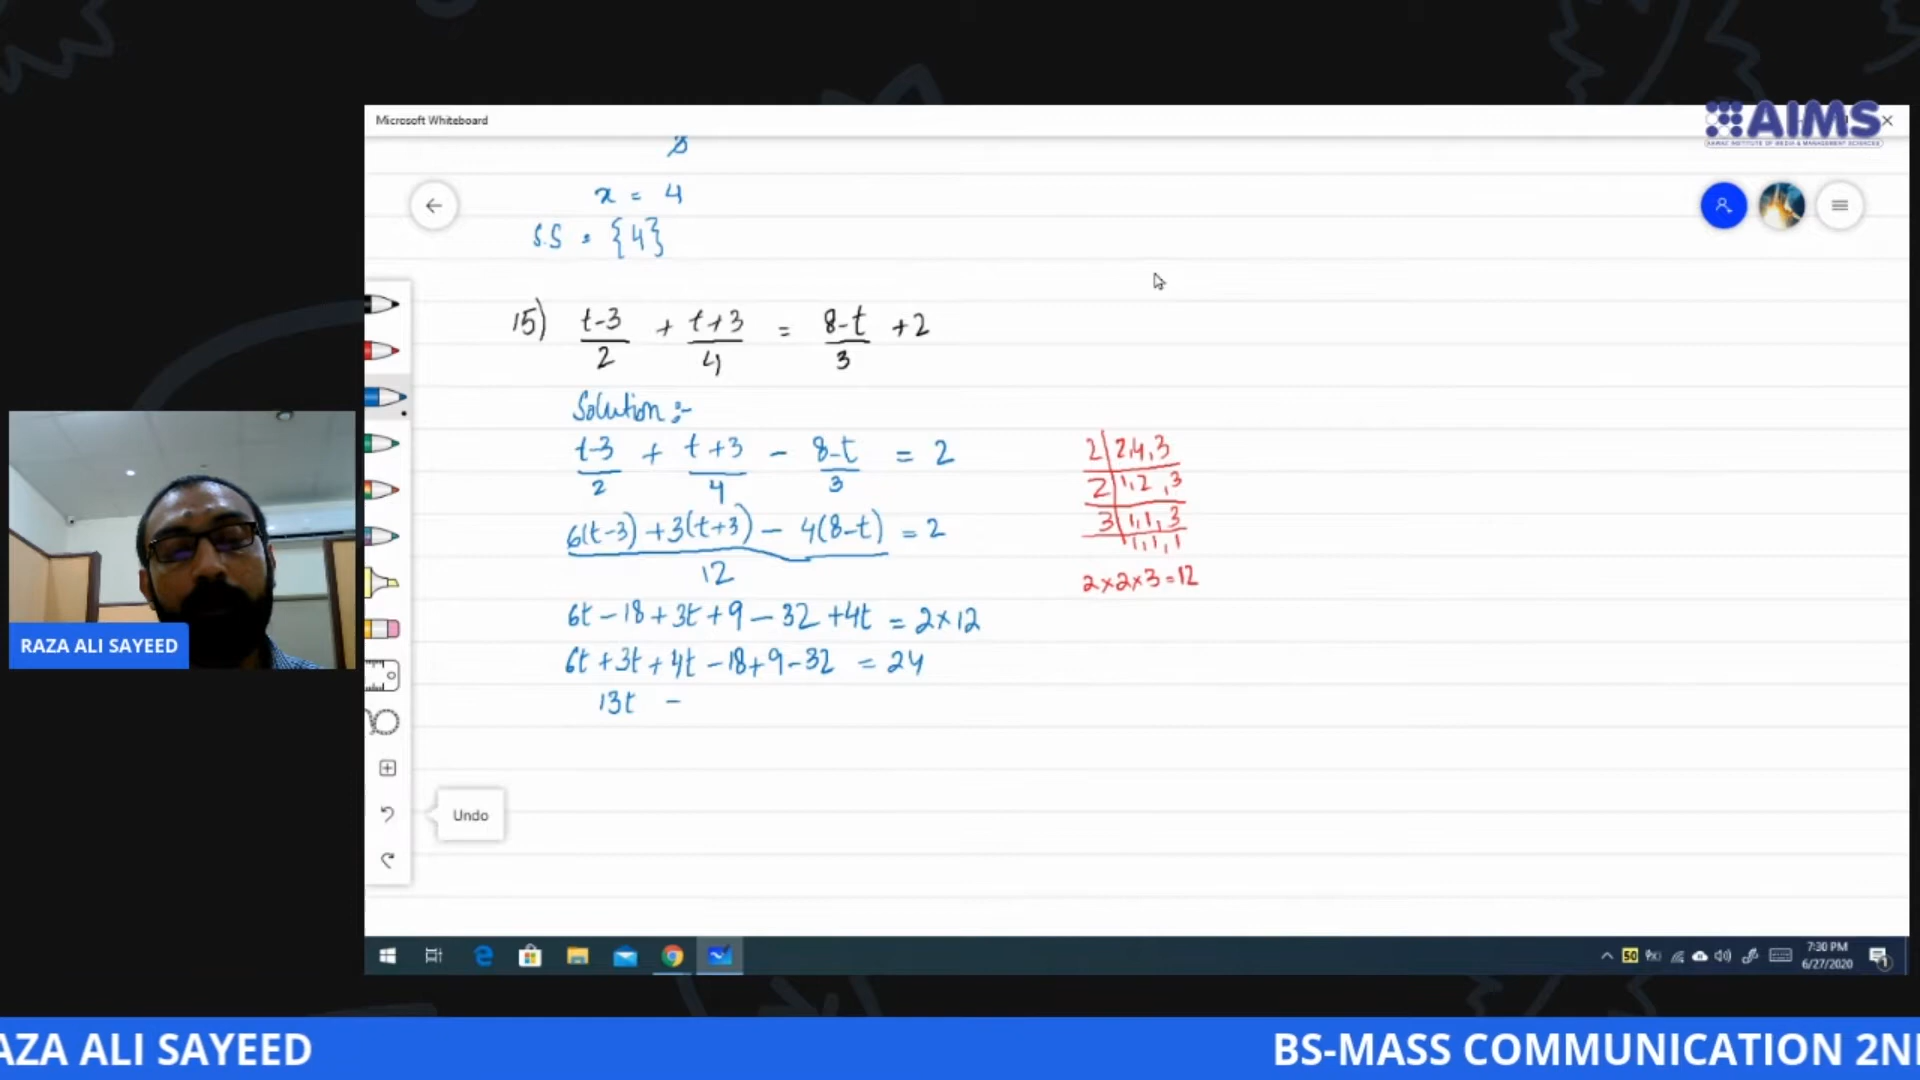 Microsoft Whiteboard
AIMS
x = 4
S.S = {4}
15) t-3/2 + t+3/4 = 8-t/3 +2
Solution:-
t-3/2 + t+3/4 - 8-t/3 = 2
6(t-3)+3(t+3) - 4(8-t)/12 = 2
6t-18+3t+9-32+4t = 2×12
6t+3t+4t-18+9-32 = 24
13t -
2 | 2,4,3
2 | 1,2,3
3 | 1,1,3
1,1,1
2×2×3=12
RAZA ALI SAYEED
Undo
50
7:30 PM
6/27/2020
AZA ALI SAYEED
BS-MASS COMMUNICATION 2N